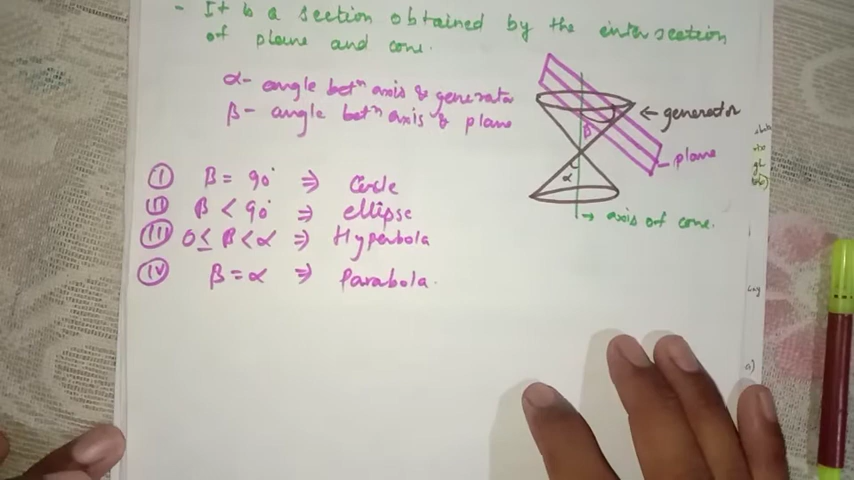 - It is a section obtained by the intersection
of plane and cone.
α- angle betⁿ axis & generator
β- angle betⁿ axis & plane
I β = 90° ⇒ Circle
II β < 90° ⇒ ellipse
III 0 ≤ β < α ⇒ Hyperbola
IV β = α ⇒ Parabola.
← generator
β
→ plane
α
→ axis of cone.